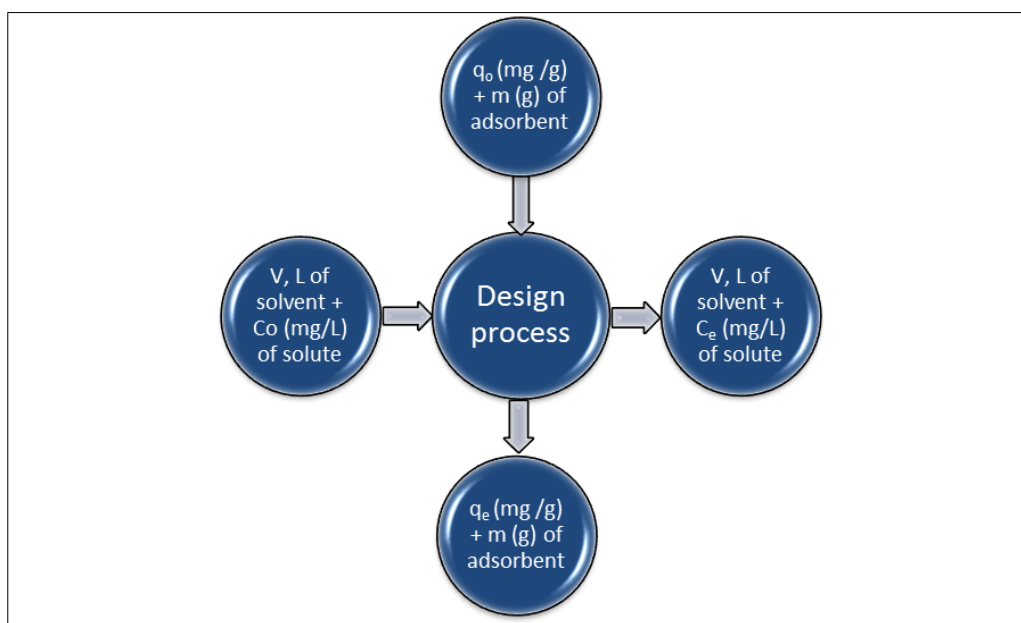 qₒ (mg /g)
+ m (g) of
adsorbent
V, L of
solvent +
Co (mg/L)
of solute
Design
process
V, L of
solvent +
Cₑ (mg/L)
of solute
qₑ (mg /g)
+ m (g) of
adsorbent